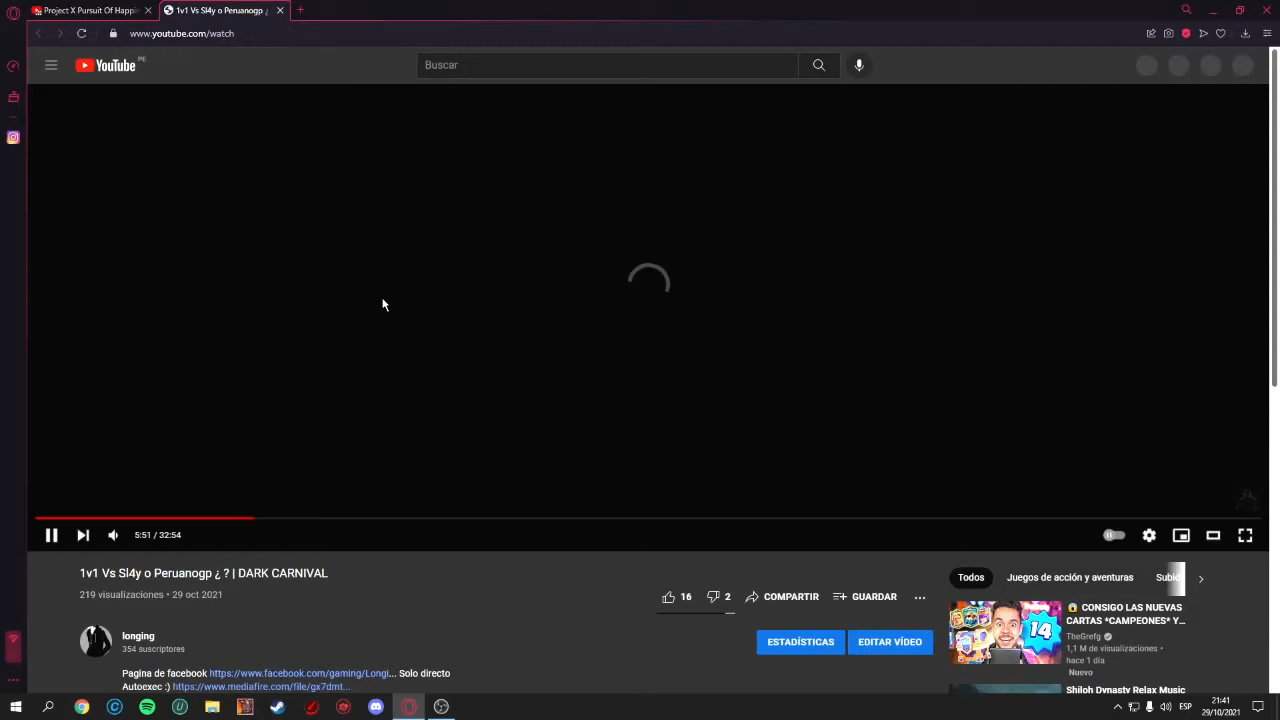 Project X Pursuit Of Happin
1v1 Vs Sl4y o Peruanogp ¿
www.youtube.com/watch
YouTube PE
Buscar
5:51 / 32:54
1v1 Vs Sl4y o Peruanogp ¿ ? | DARK CARNIVAL
219 visualizaciones • 29 oct 2021
16
2
COMPARTIR
GUARDAR
longing
354 suscriptores
ESTADÍSTICAS
EDITAR VÍDEO
Pagina de facebook https://www.facebook.com/gaming/Longi... Solo directo
Autoexec :) https://www.mediafire.com/file/gx7dmt...
Todos
Juegos de acción y aventuras
Subid
14
😱 CONSIGO LAS NUEVAS
CARTAS *CAMPEONES* Y...
TheGrefg
1,1 M de visualizaciones •
hace 1 día
Nuevo
Shiloh Dynasty Relax Music
ESP
21:41
29/10/2021